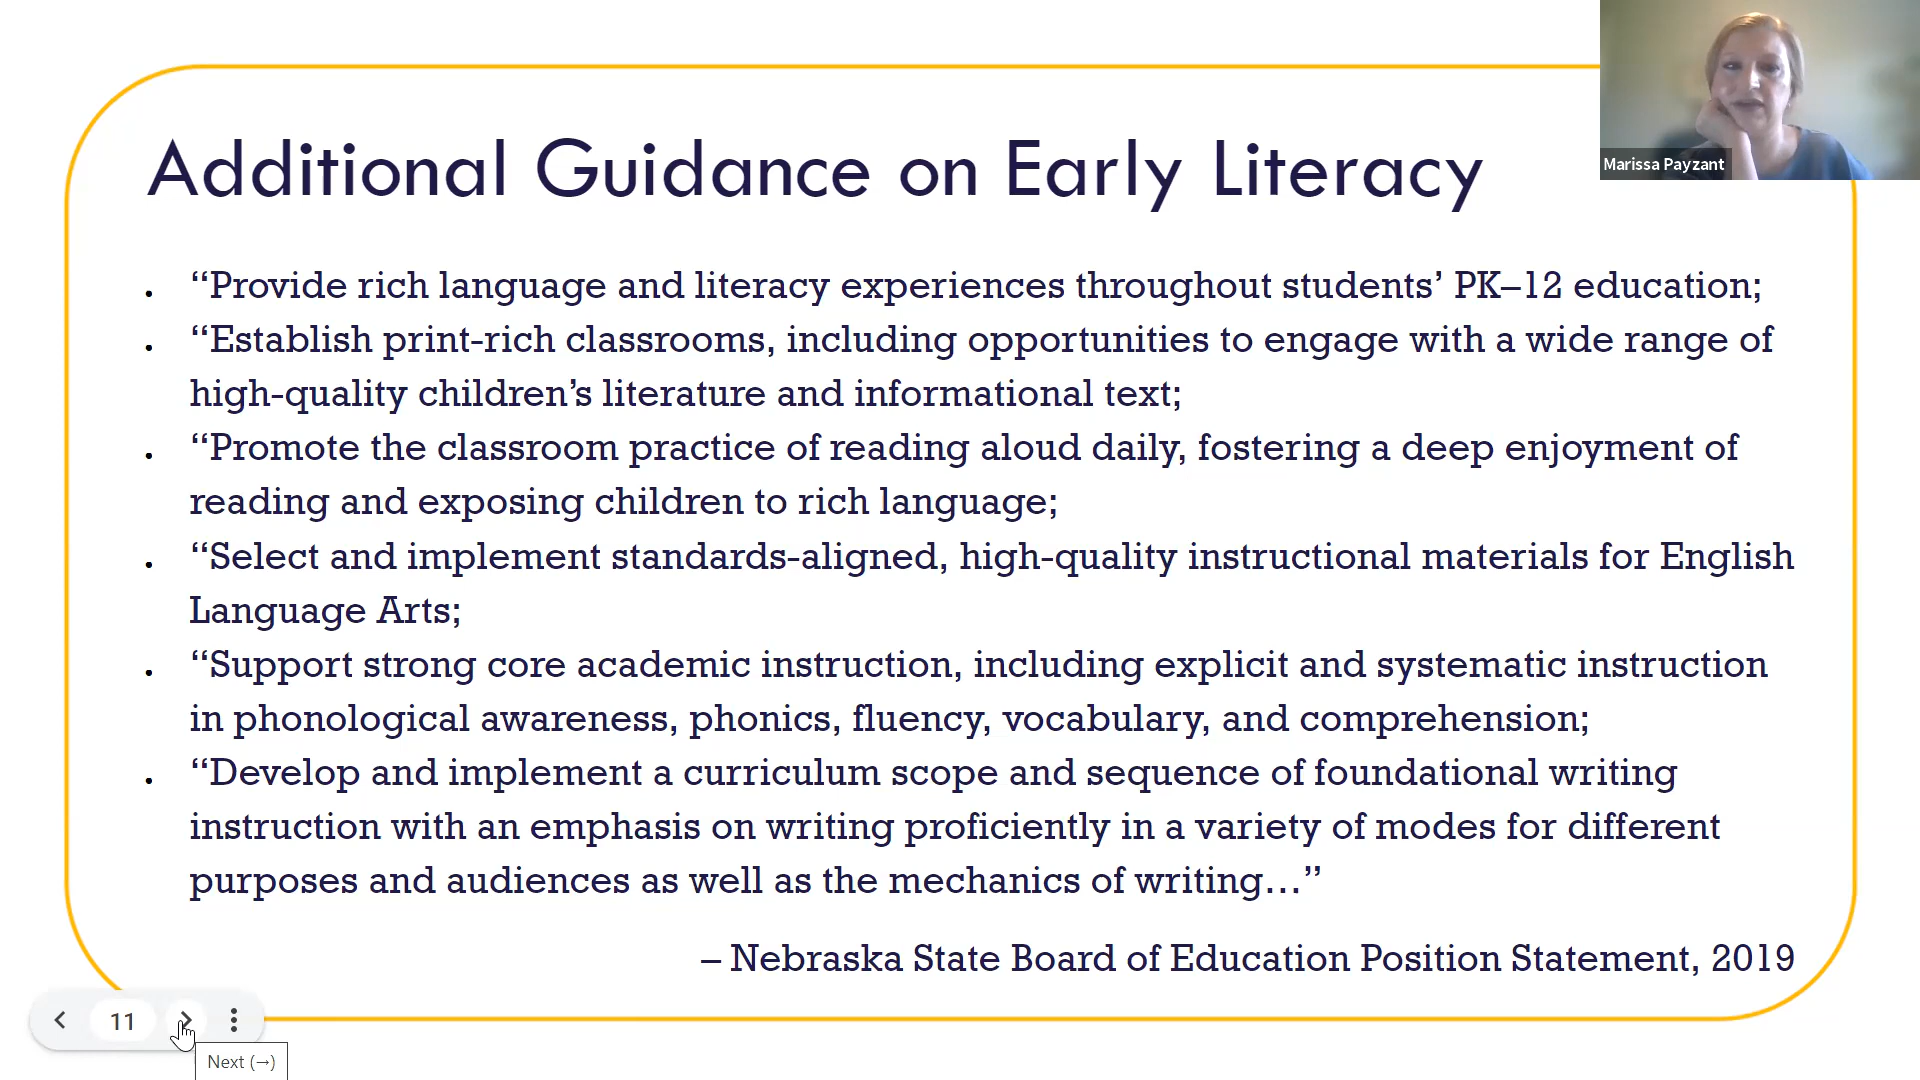 Additional Guidance on Early Literacy
Marissa Payzant
• “Provide rich language and literacy experiences throughout students’ PK–12 education;
• “Establish print-rich classrooms, including opportunities to engage with a wide range of
high-quality children’s literature and informational text;
• “Promote the classroom practice of reading aloud daily, fostering a deep enjoyment of
reading and exposing children to rich language;
• “Select and implement standards-aligned, high-quality instructional materials for English
Language Arts;
• “Support strong core academic instruction, including explicit and systematic instruction
in phonological awareness, phonics, fluency, vocabulary, and comprehension;
• “Develop and implement a curriculum scope and sequence of foundational writing
instruction with an emphasis on writing proficiently in a variety of modes for different
purposes and audiences as well as the mechanics of writing…”
– Nebraska State Board of Education Position Statement, 2019
11
Next (→)